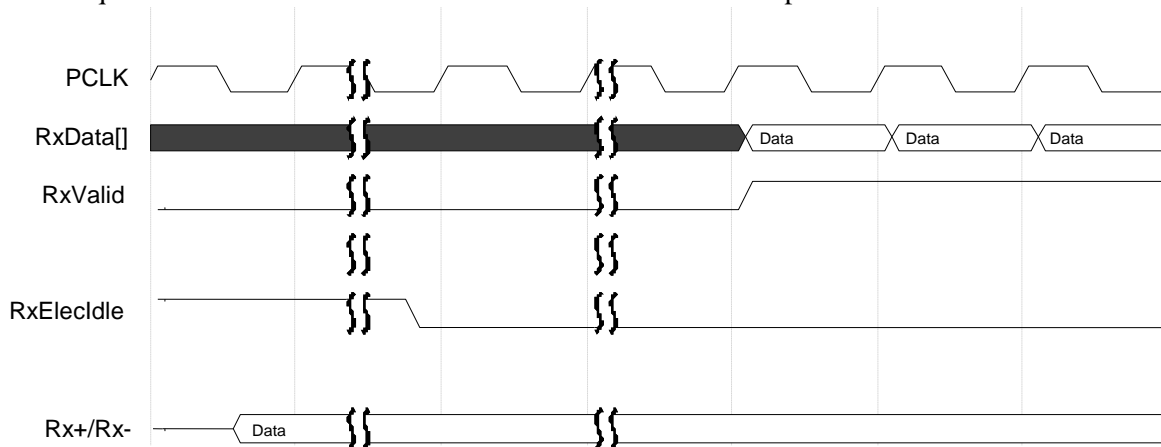 PCLK
RxData[]
Data Data Data
RxValid
RxElecIdle
Rx+/Rx-
Data